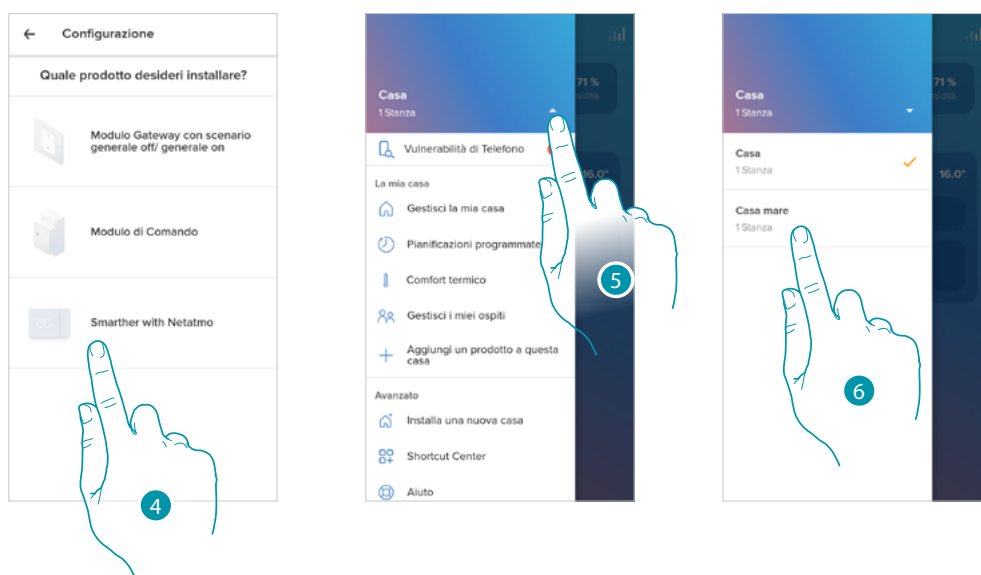 Configurazione
Quale prodotto desideri installare?
Modulo Gateway con scenario
generale off/ generale on
Modulo di Comando
Smarther with Netatmo
4
Casa
1 Stanza
71 %
Vulnerabilità di Telefono
16.0°
La mia casa
Gestisci la mia casa
Pianificazioni programmate
Comfort termico
Gestisci i miei ospiti
Aggiungi un prodotto a questa
casa
Avanzato
Installa una nuova casa
Shortcut Center
Aiuto
5
Casa
1 Stanza
71 %
Casa
1 Stanza
16.0°
Casa mare
1 Stanza
6